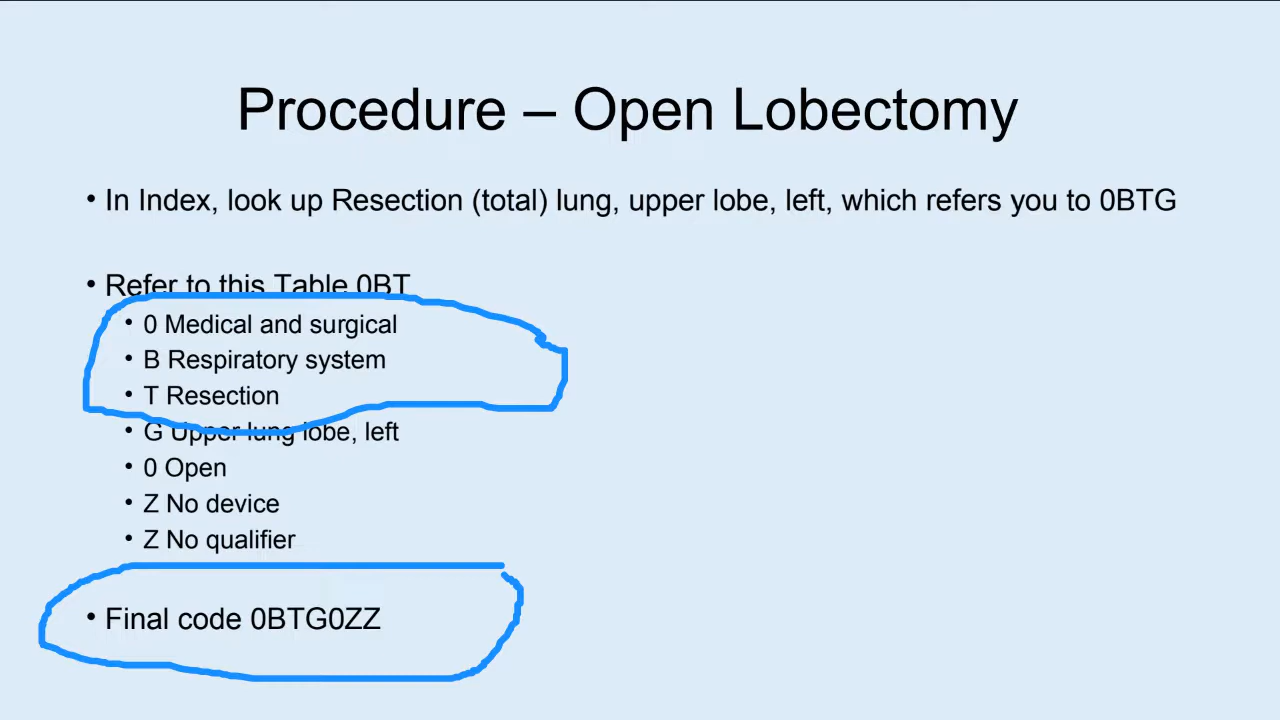 Procedure – Open Lobectomy
• In Index, look up Resection (total) lung, upper lobe, left, which refers you to 0BTG
• Refer to this Table 0BT
• 0 Medical and surgical
• B Respiratory system
• T Resection
• G Upper lung lobe, left
• 0 Open
• Z No device
• Z No qualifier
• Final code 0BTG0ZZ